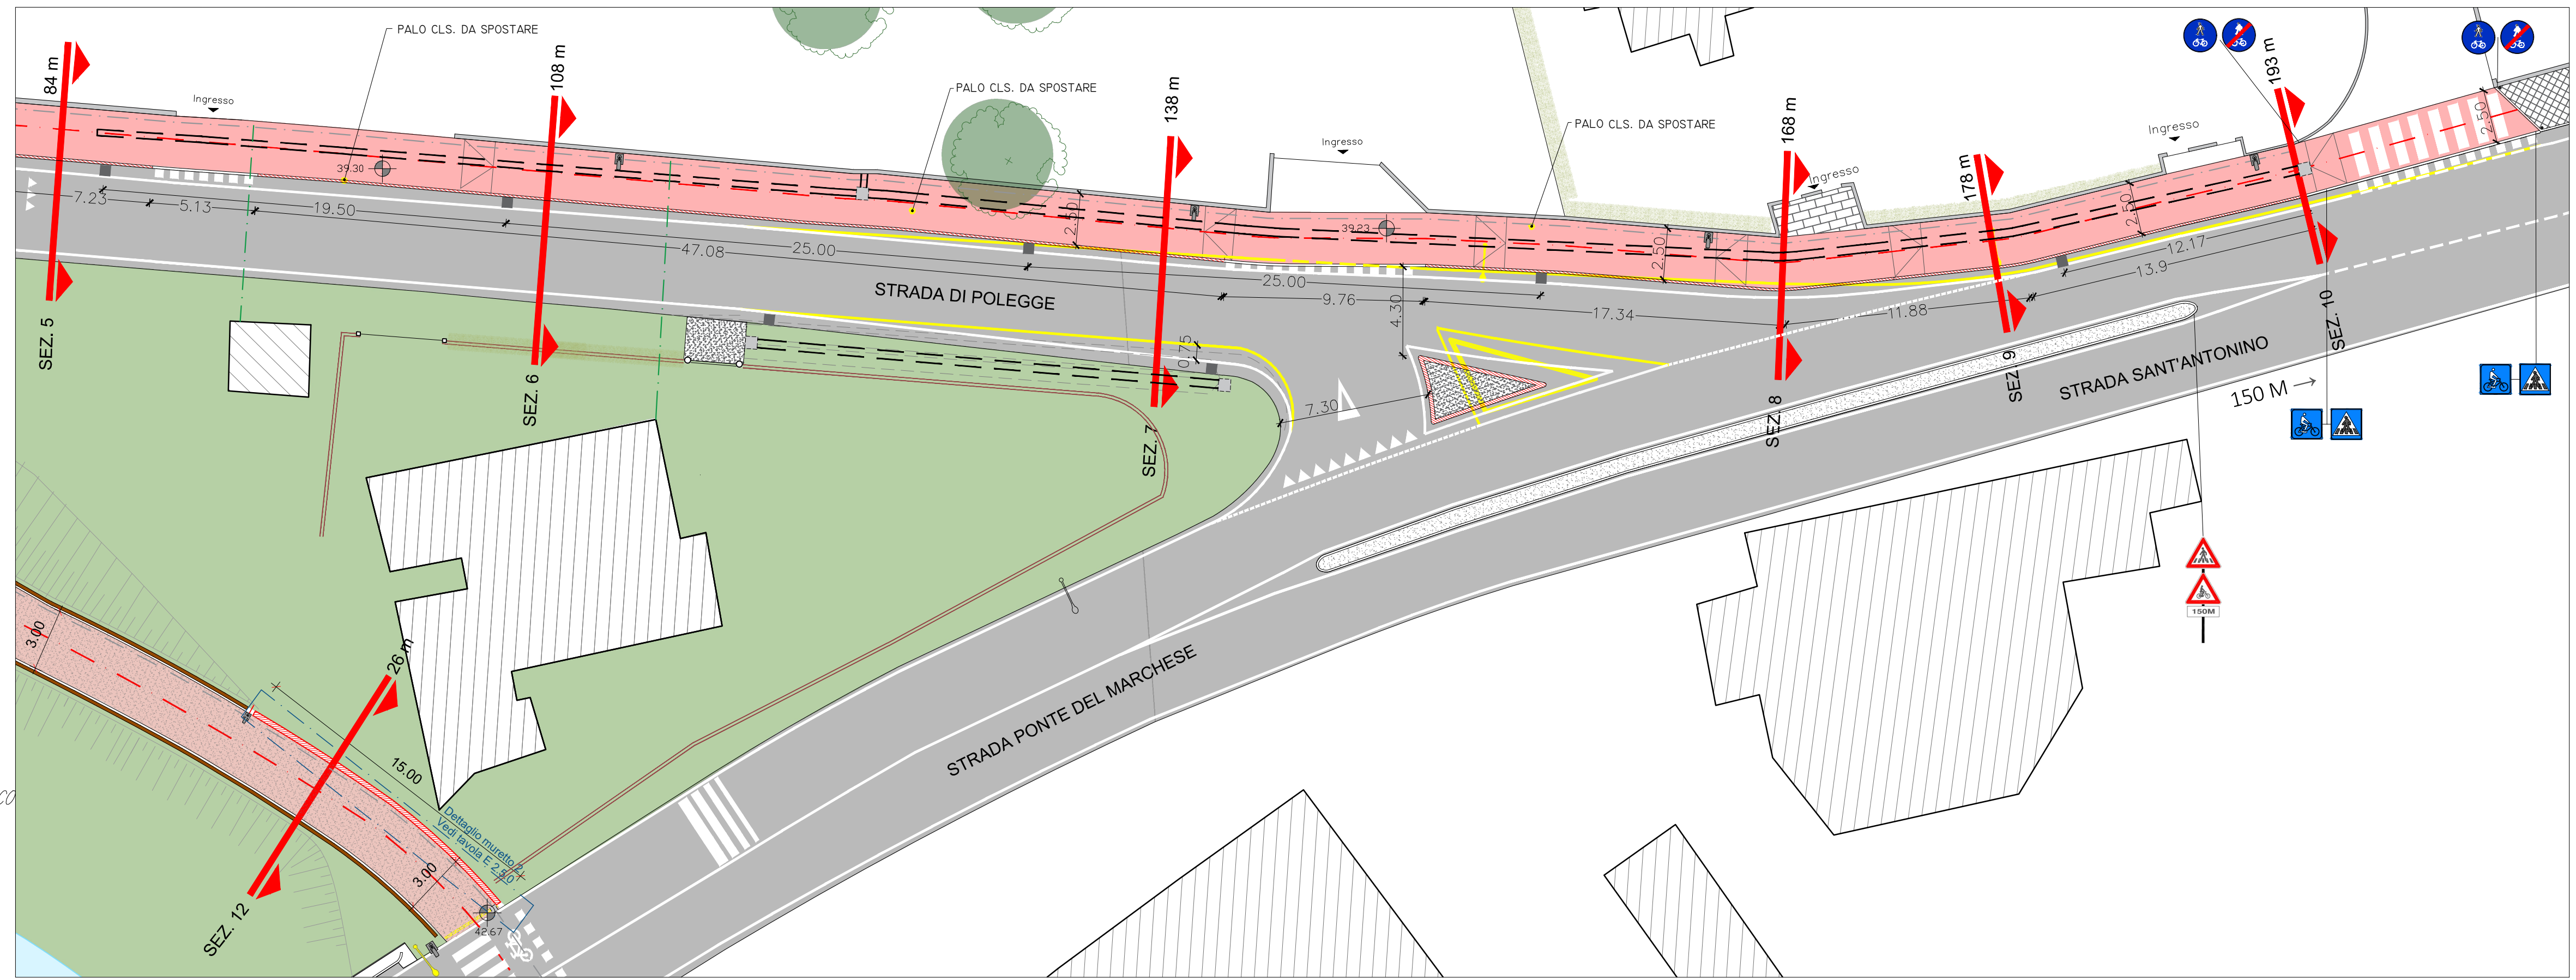 PALO CLS. DA SPOSTARE
PALO CLS. DA SPOSTARE
PALO CLS. DA SPOSTARE
84 m
108 m
138 m
168 m
178 m
193 m
Ingresso
Ingresso
Ingresso
Ingresso
39.30
39.23
2.50
2.50
2.50
2.50
7.23
5.13
19.50
47.08
25.00
25.00
9.76
17.34
11.88
12.17
13.9
4.30
0.75
7.30
STRADA DI POLEGGE
STRADA SANT'ANTONINO
150 M
STRADA PONTE DEL MARCHESE
SEZ. 5
SEZ. 6
SEZ. 7
SEZ. 8
SEZ. 9
SEZ. 10
150M
3.00
26 m
15.00
Dettaglio muretto 2)
Vedi tavola E 2.5.0
3.00
SEZ. 12
42.67